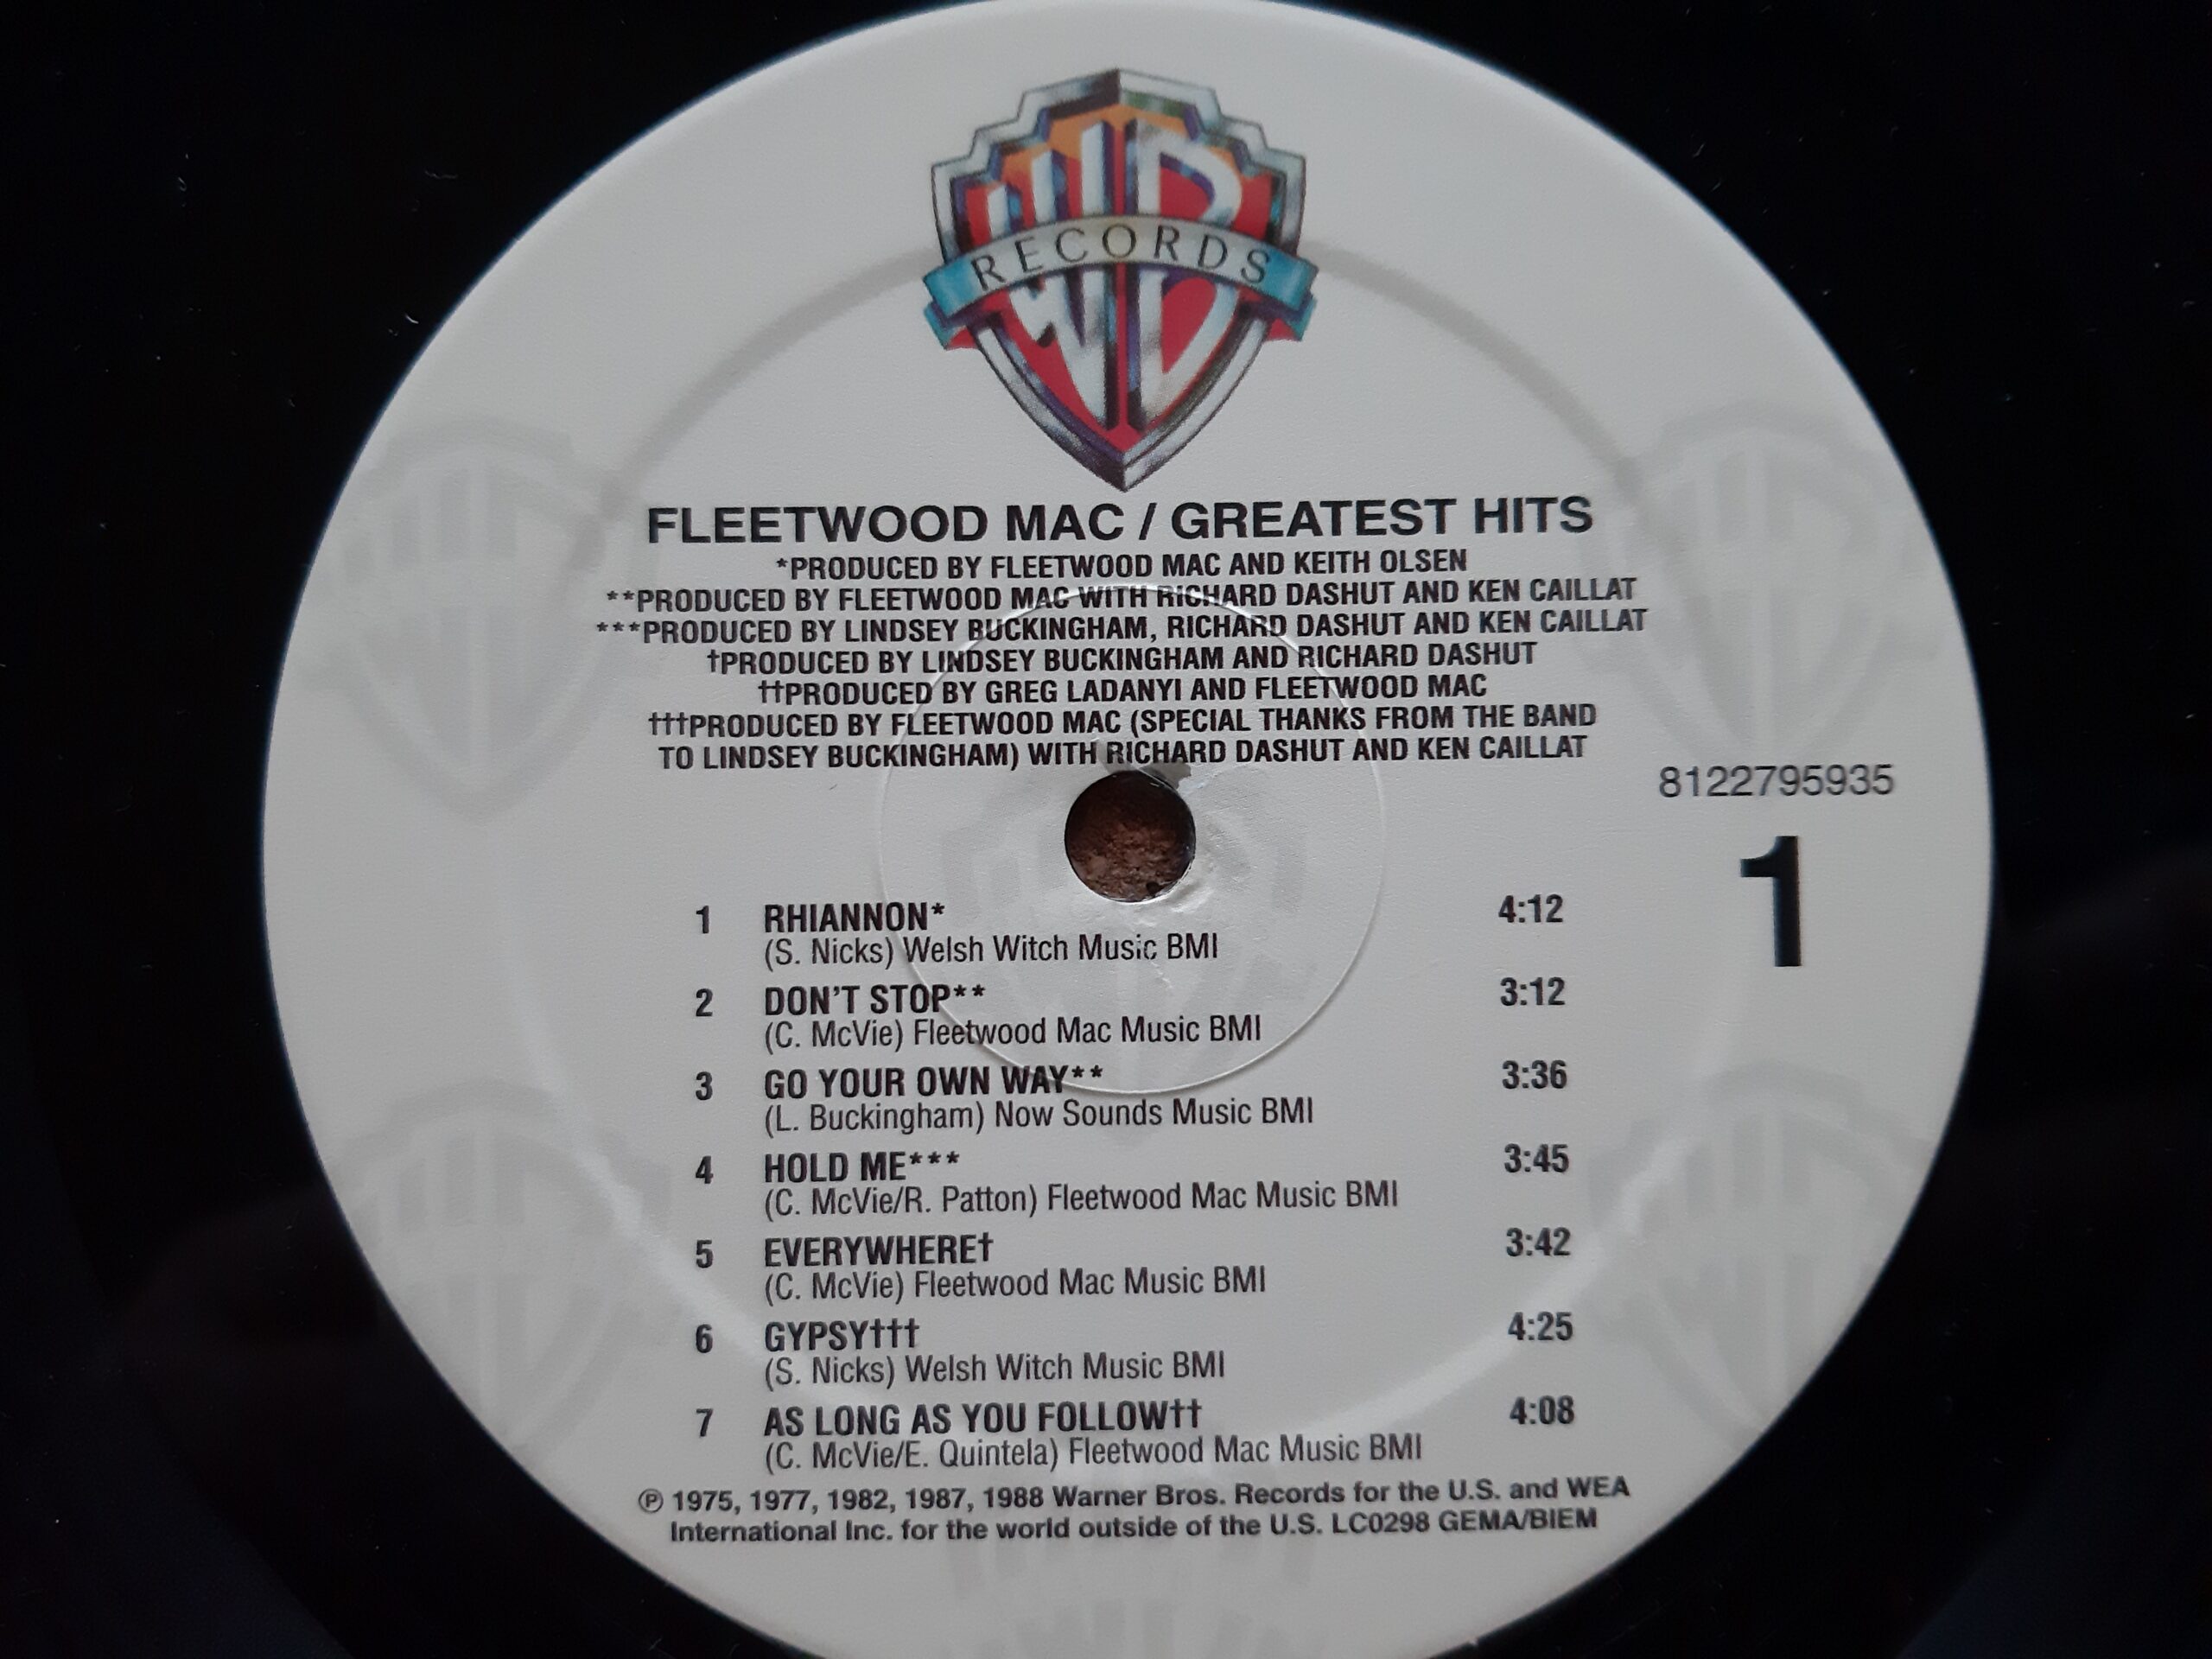 WB
RECORDS
FLEETWOOD MAC / GREATEST HITS
*PRODUCED BY FLEETWOOD MAC AND KEITH OLSEN
**PRODUCED BY FLEETWOOD MAC WITH RICHARD DASHUT AND KEN CAILLAT
***PRODUCED BY LINDSEY BUCKINGHAM, RICHARD DASHUT AND KEN CAILLAT
†PRODUCED BY LINDSEY BUCKINGHAM AND RICHARD DASHUT
††PRODUCED BY GREG LADANYI AND FLEETWOOD MAC
†††PRODUCED BY FLEETWOOD MAC (SPECIAL THANKS FROM THE BAND
TO LINDSEY BUCKINGHAM) WITH RICHARD DASHUT AND KEN CAILLAT
8122795935
1
1 RHIANNON* 4:12
(S. Nicks) Welsh Witch Music BMI
2 DON'T STOP** 3:12
(C. McVie) Fleetwood Mac Music BMI
3 GO YOUR OWN WAY** 3:36
(L. Buckingham) Now Sounds Music BMI
4 HOLD ME*** 3:45
(C. McVie/R. Patton) Fleetwood Mac Music BMI
5 EVERYWHERE† 3:42
(C. McVie) Fleetwood Mac Music BMI
6 GYPSY††† 4:25
(S. Nicks) Welsh Witch Music BMI
7 AS LONG AS YOU FOLLOW†† 4:08
(C. McVie/E. Quintela) Fleetwood Mac Music BMI
℗ 1975, 1977, 1982, 1987, 1988 Warner Bros. Records for the U.S. and WEA
International Inc. for the world outside of the U.S. LC0298 GEMA/BIEM